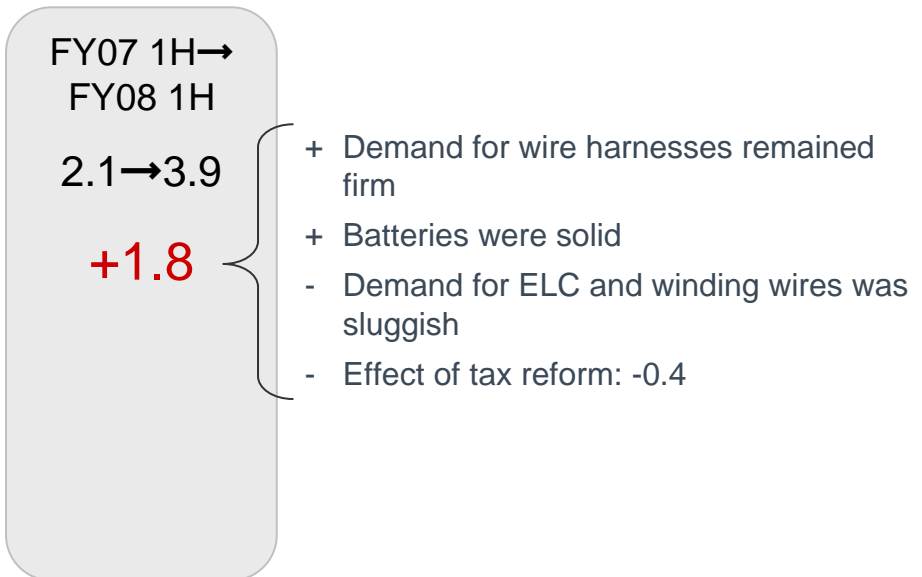 FY07 1H→
FY08 1H
2.1→3.9
+1.8
+ Demand for wire harnesses remained
firm
+ Batteries were solid
- Demand for ELC and winding wires was
sluggish
- Effect of tax reform: -0.4